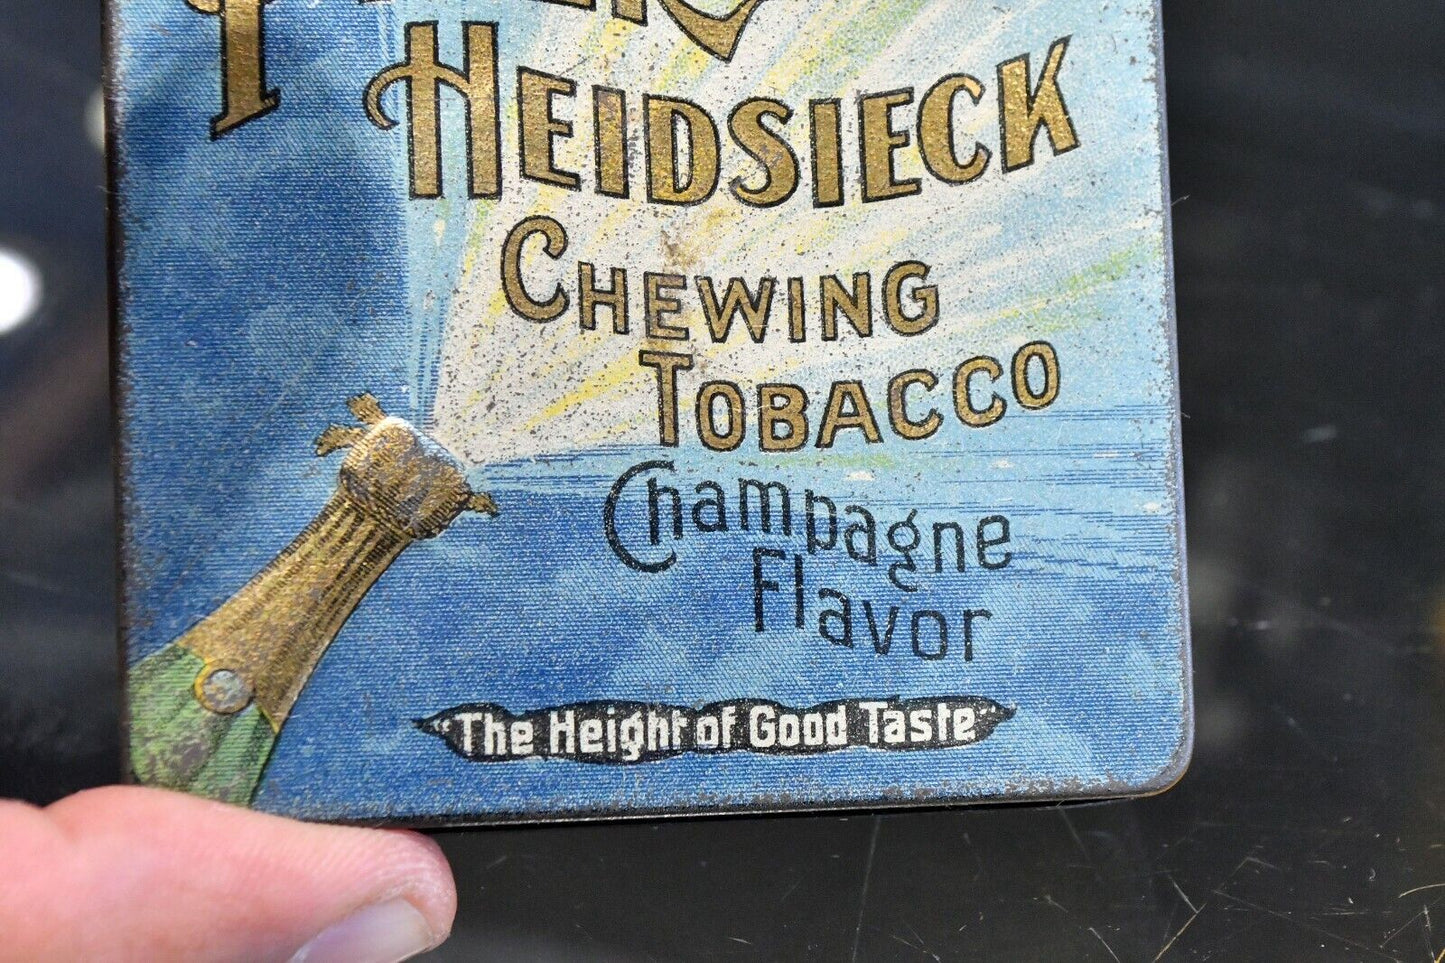 Heidsieck
Chewing
Tobacco
Champagne
Flavor
"The Height of Good Taste"